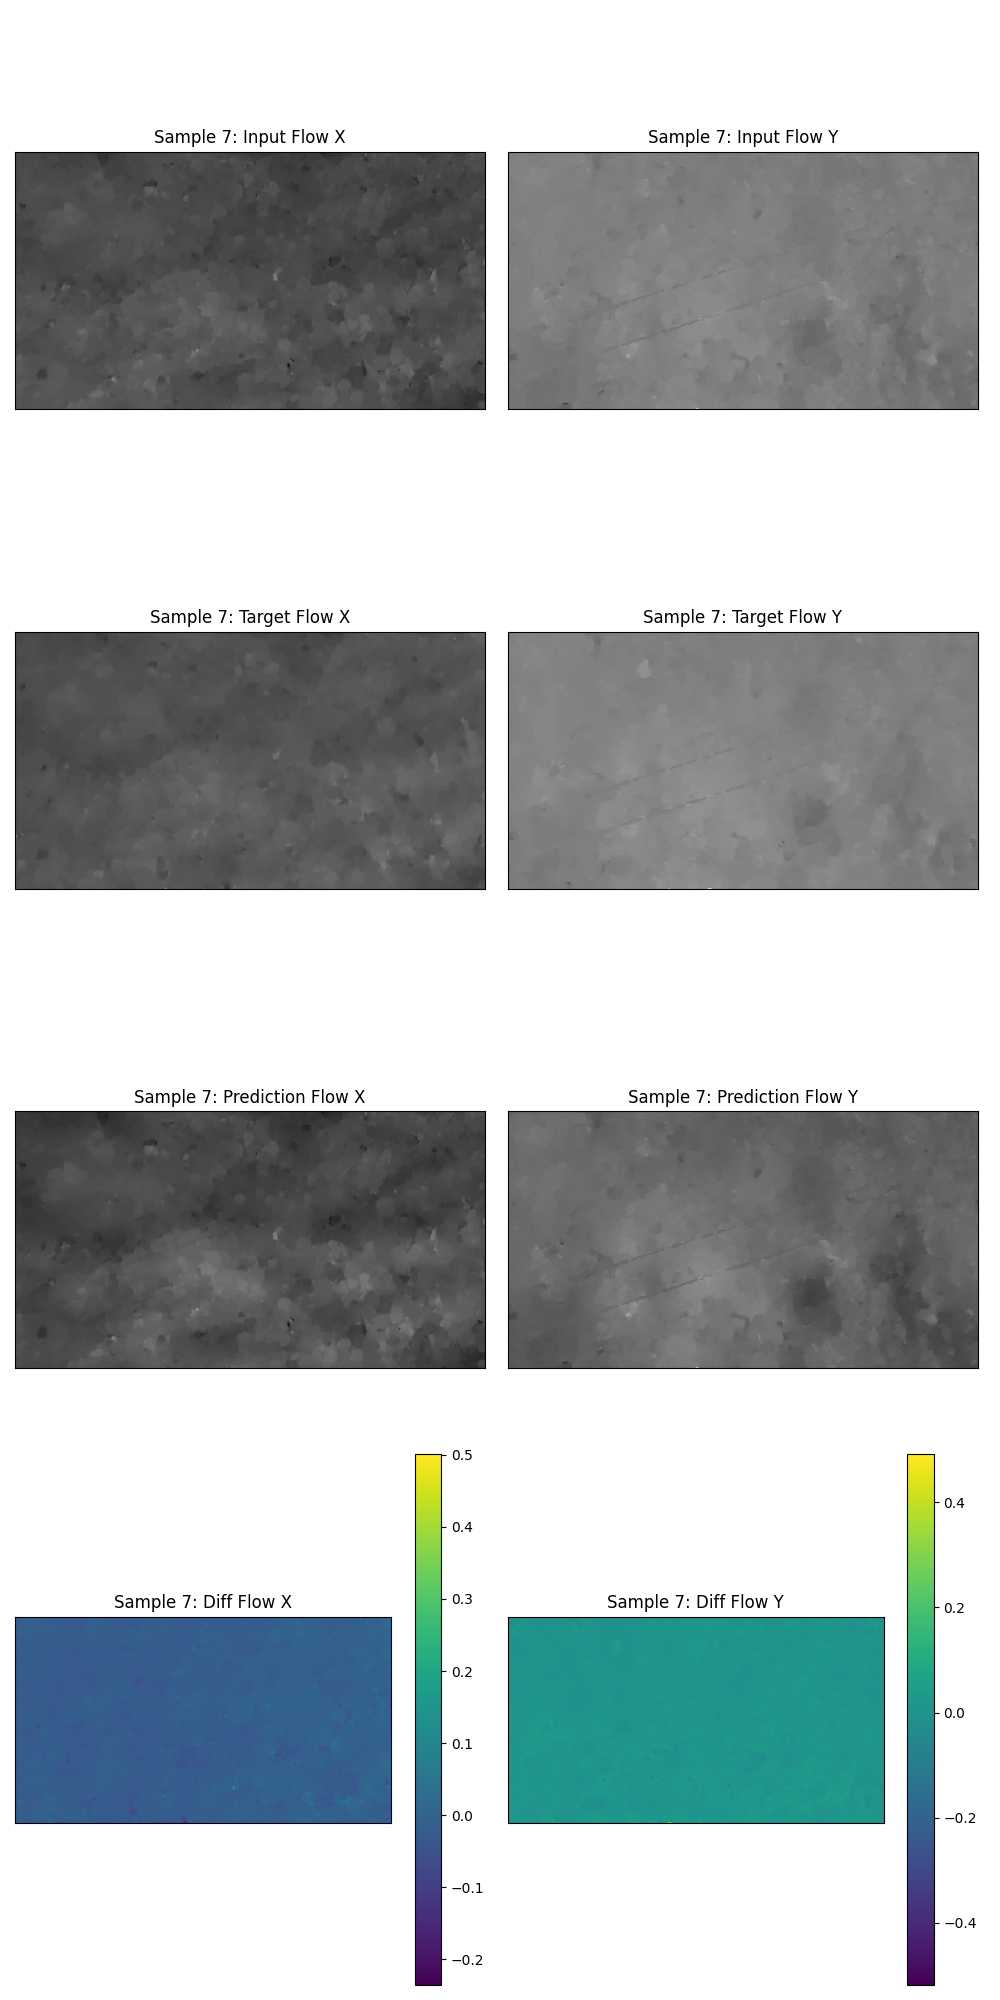 Sample 7: Input Flow X
Sample 7: Input Flow Y
Sample 7: Target Flow X
Sample 7: Target Flow Y
Sample 7: Prediction Flow X
Sample 7: Prediction Flow Y
Sample 7: Diff Flow X
0.5
0.4
0.3
0.2
0.1
0.0
−0.1
−0.2
Sample 7: Diff Flow Y
0.4
0.2
0.0
−0.2
−0.4